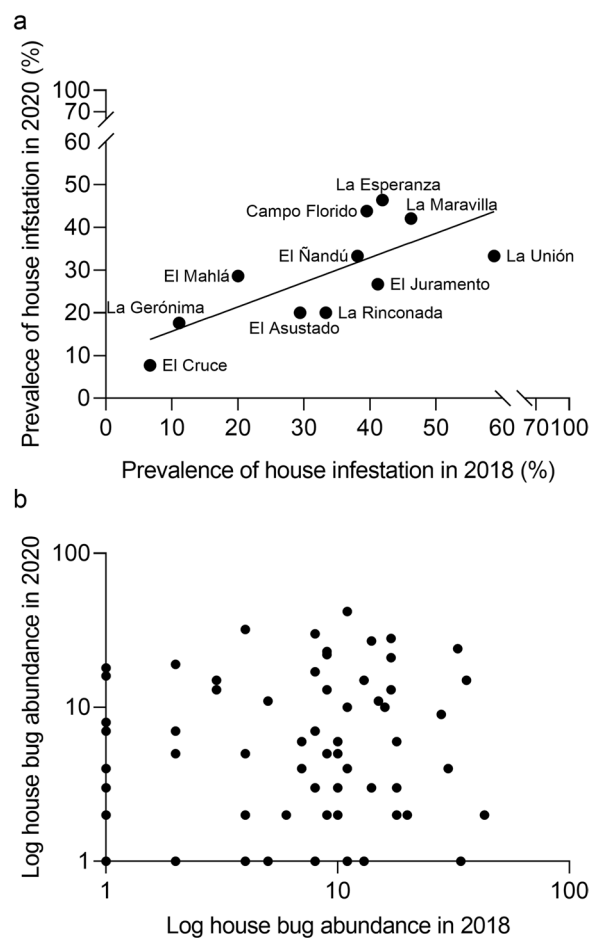 a
Prevalece of house infstation in 2020 (%)
100
70
60
50
40
30
20
10
0
La Esperanza
La Maravilla
Campo Florido
El Ñandú
La Unión
El Mahlá
El Juramento
La Gerónima
La Rinconada
El Asustado
El Cruce
0 10 20 30 40 50 60 70 100
Prevalence of house infestation in 2018 (%)
b
Log house bug abundance in 2020
100
10
1
1 10 100
Log house bug abundance in 2018